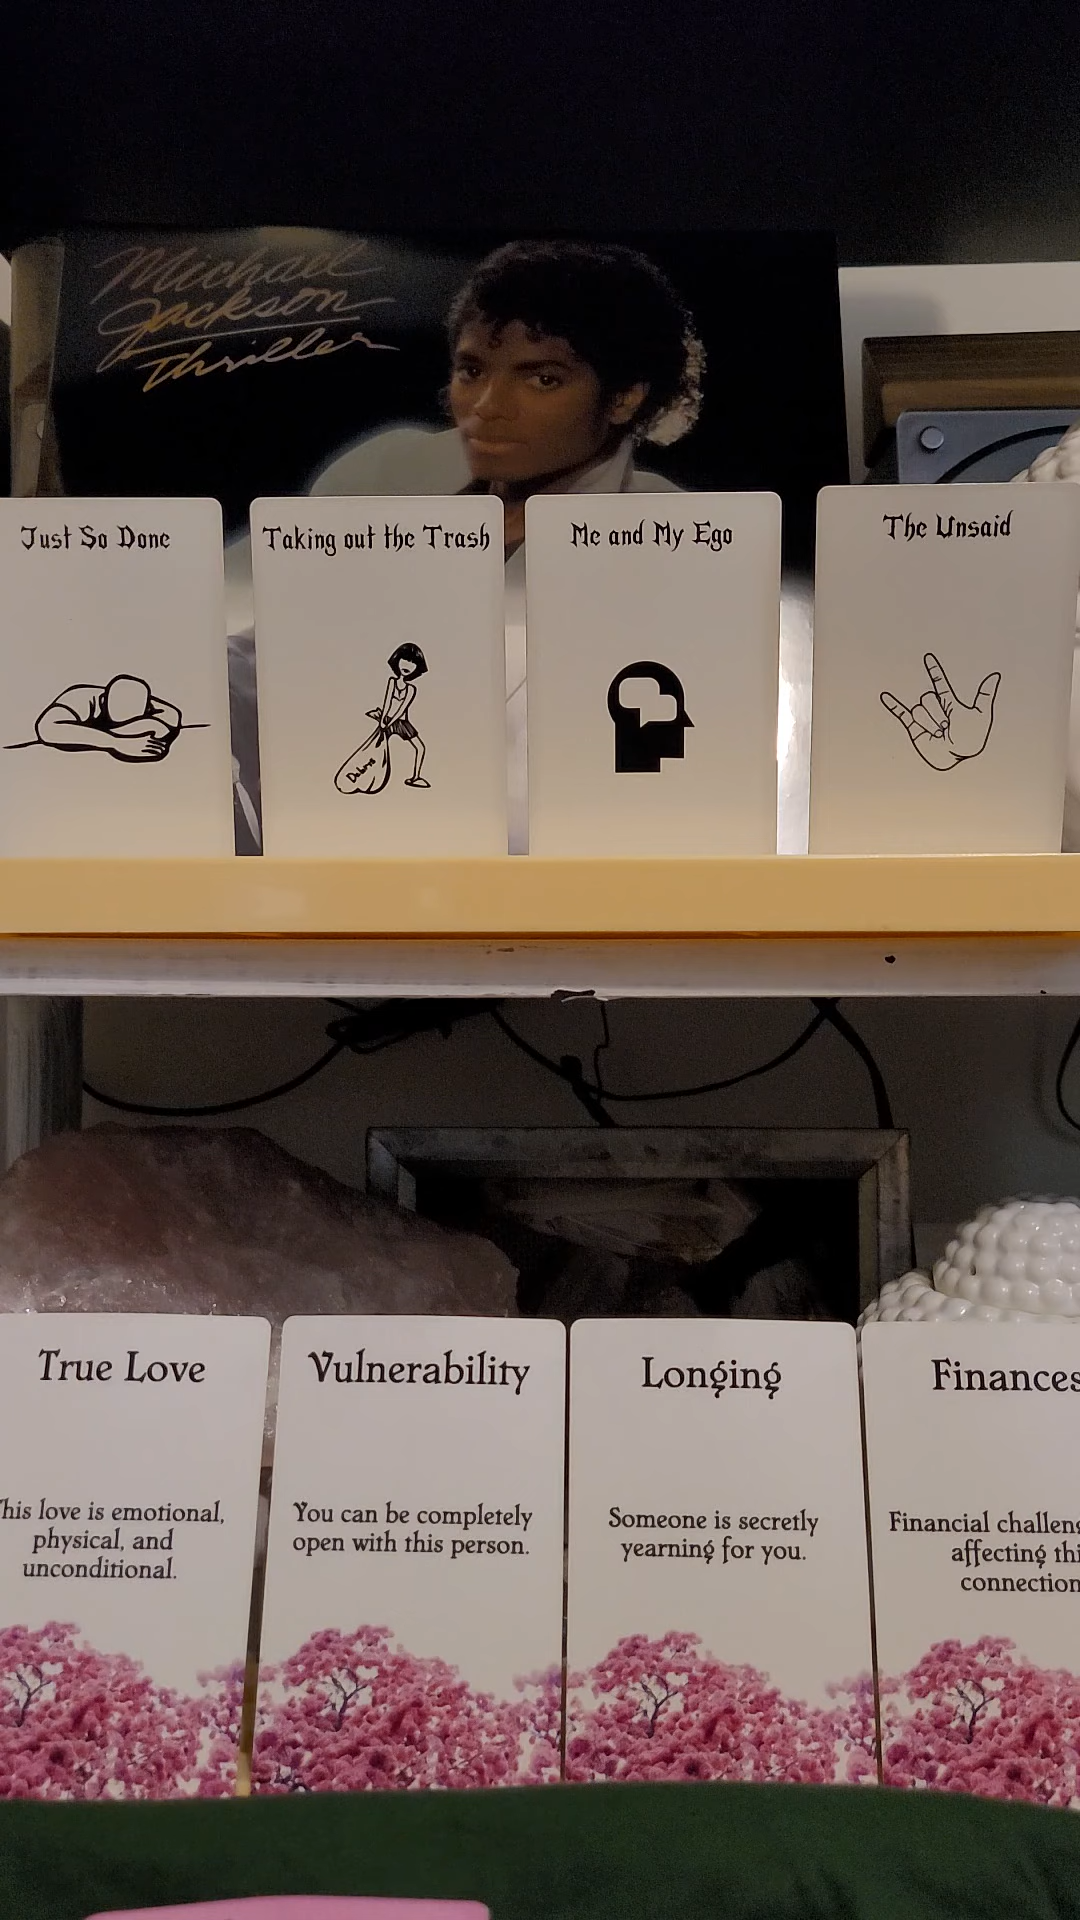 Michael
Jackson
Thriller
Just So Done
Taking out the Trash
Me and My Ego
The Unsaid
Debris
True Love
This love is emotional,
physical, and
unconditional.
Vulnerability
You can be completely
open with this person.
Longing
Someone is secretly
yearning for you.
Finances
Financial
affecting
connection